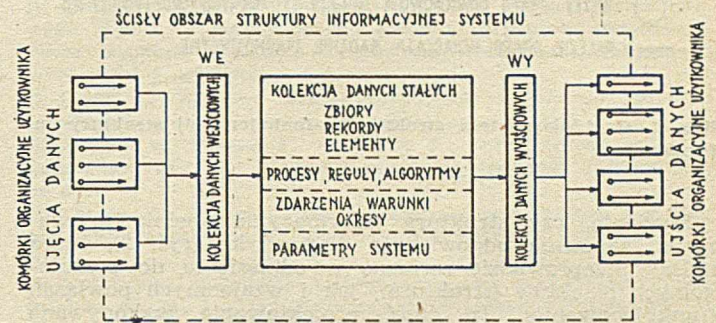 ŚCISŁY OBSZAR STRUKTURY INFORMACYJNEJ SYSTEMU
KOMÓRKI ORGANIZACYJNE UŻYTKOWNIKA
UJĘCIA DANYCH
WE
KOLEKCJA DANYCH WEJŚCIOWYCH
KOLEKCJA DANYCH STAŁYCH
ZBIORY
REKORDY
ELEMENTY
PROCESY, REGUŁY, ALGORYTMY
ZDARZENIA, WARUNKI
OKRESY
PARAMETRY SYSTEMU
WY
KOLEKCJA DANYCH WYJŚCIOWYCH
UJŚCIA DANYCH
KOMÓRKI ORGANIZACYJNE UŻYTKOWNIKA